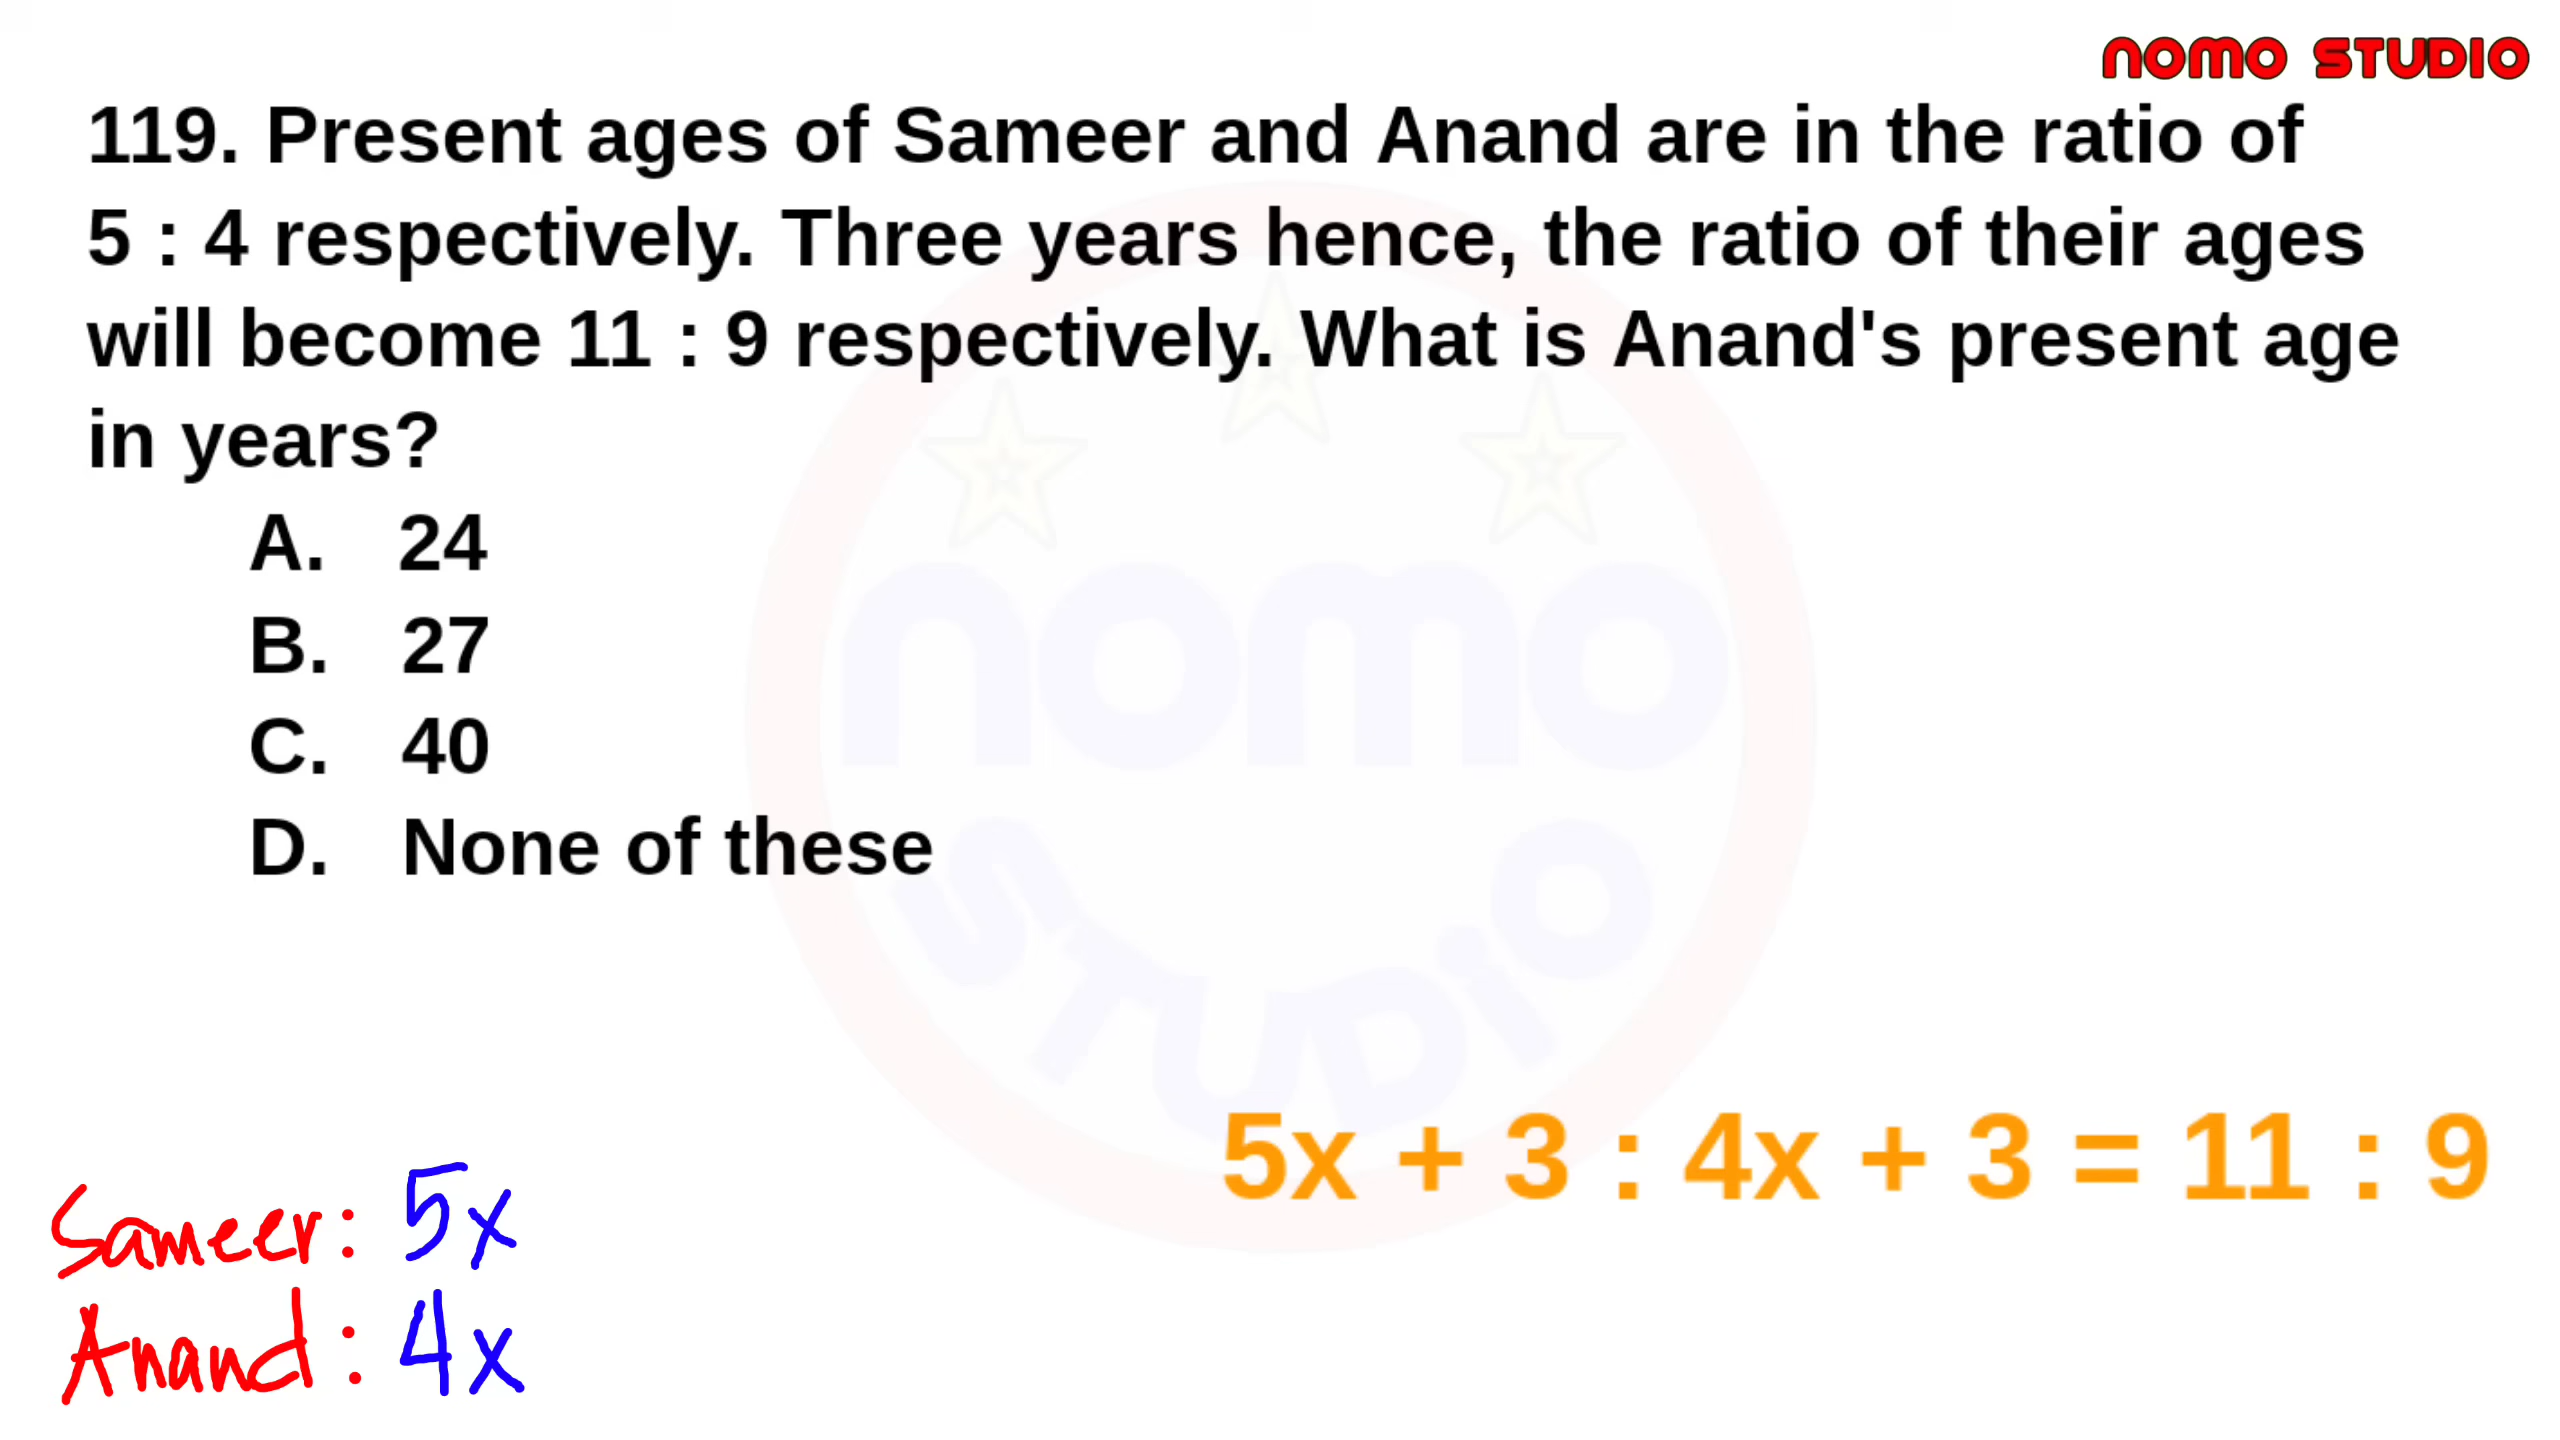 NOMO STUDIO
119. Present ages of Sameer and Anand are in the ratio of
5 : 4 respectively. Three years hence, the ratio of their ages
will become 11 : 9 respectively. What is Anand's present age
in years?
A. 24
B. 27
C. 40
D. None of these
nomo
STUDiO
5x + 3 : 4x + 3 = 11 : 9
Sameer: 5x
Anand: 4x